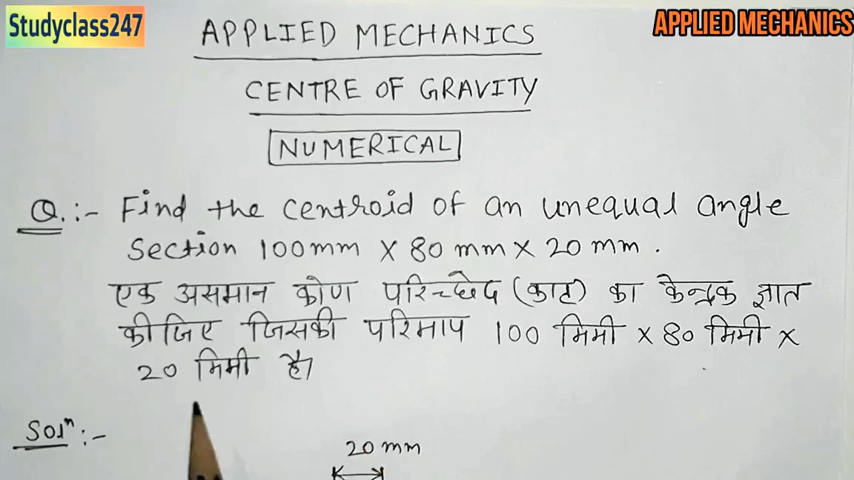 Studyclass247
APPLIED MECHANICS
APPLIED MECHANICS
CENTRE OF GRAVITY
NUMERICAL
Q.:- Find the centroid of an unequal angle
section 100mm X 80 mm X 20 mm.
एक असमान कोण परिच्छेद (काट) का केन्द्रक ज्ञात
कीजिए जिसकी परिमाप 100 मिमी x 80 मिमी x
20 मिमी है।
Solⁿ:-
20 mm